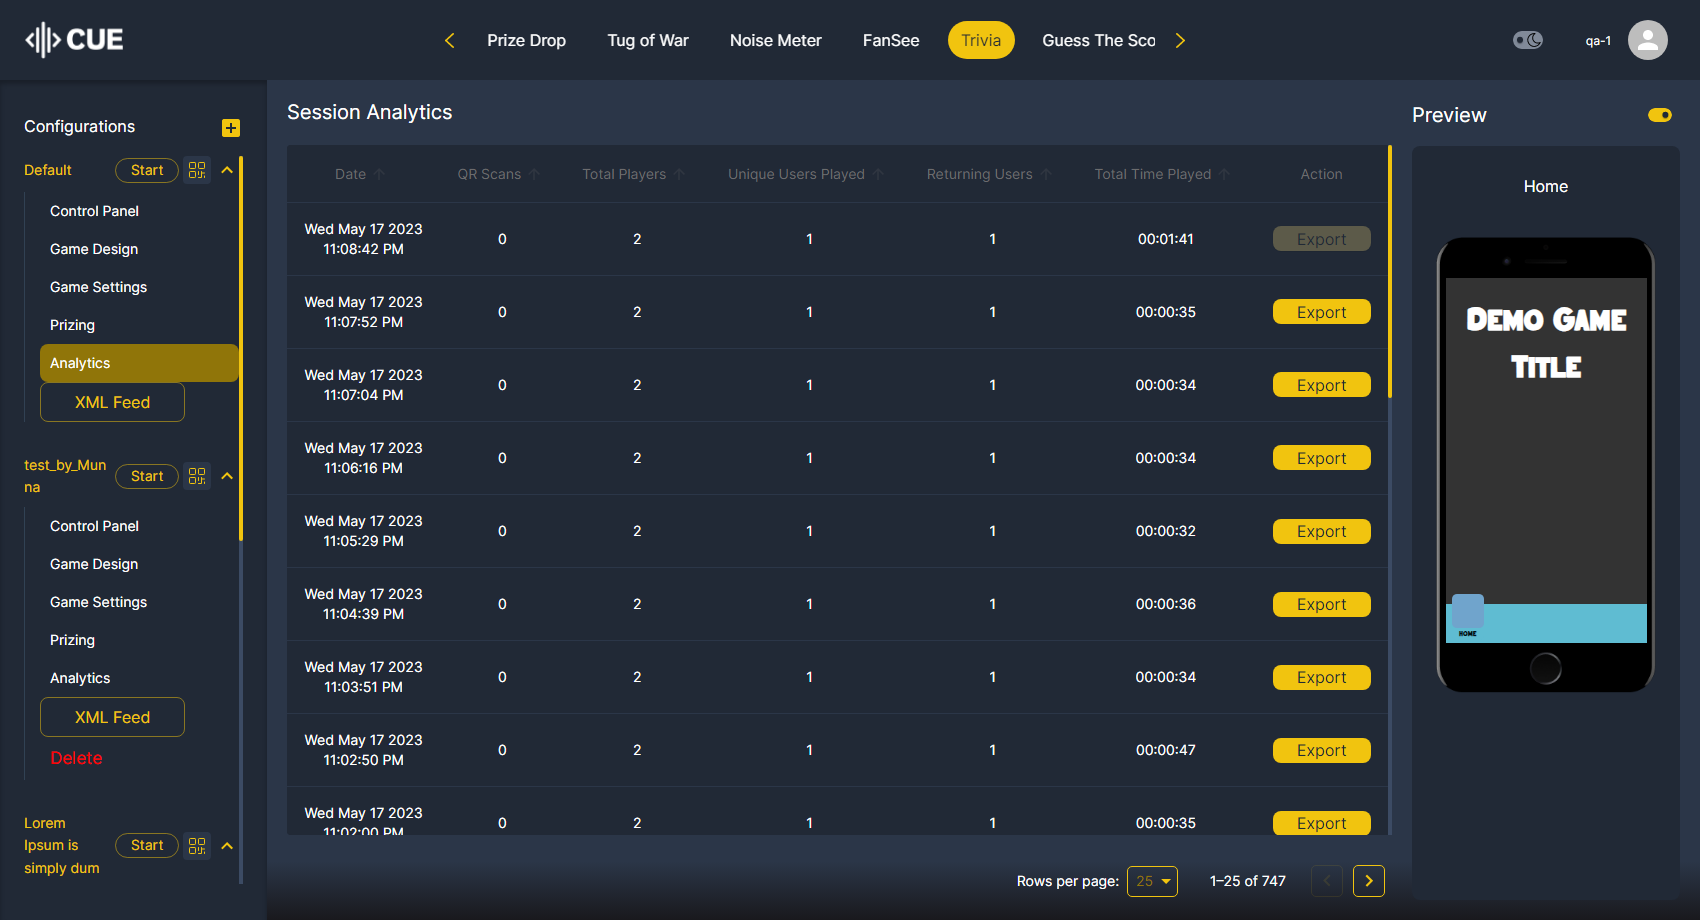 CUE
Prize Drop
Tug of War
Noise Meter
FanSee
Trivia
Guess The Sco
qa-1
Configurations
Default
Start
Control Panel
Game Design
Game Settings
Prizing
Analytics
XML Feed
test_by_Mun
na
Start
Control Panel
Game Design
Game Settings
Prizing
Analytics
XML Feed
Delete
Lorem
Ipsum is
simply dum
Start
Session Analytics
Date QR Scans Total Players Unique Users Played Returning Users Total Time Played Action
Wed May 17 2023
11:08:42 PM
0 2 1 1 00:01:41 Export
Wed May 17 2023
11:07:52 PM
0 2 1 1 00:00:35 Export
Wed May 17 2023
11:07:04 PM
0 2 1 1 00:00:34 Export
Wed May 17 2023
11:06:16 PM
0 2 1 1 00:00:34 Export
Wed May 17 2023
11:05:29 PM
0 2 1 1 00:00:32 Export
Wed May 17 2023
11:04:39 PM
0 2 1 1 00:00:36 Export
Wed May 17 2023
11:03:51 PM
0 2 1 1 00:00:34 Export
Wed May 17 2023
11:02:50 PM
0 2 1 1 00:00:47 Export
Wed May 17 2023
11:02:00 PM
0 2 1 1 00:00:35 Export
Rows per page: 25 1–25 of 747
Preview
Home
Demo Game
Title
HOME